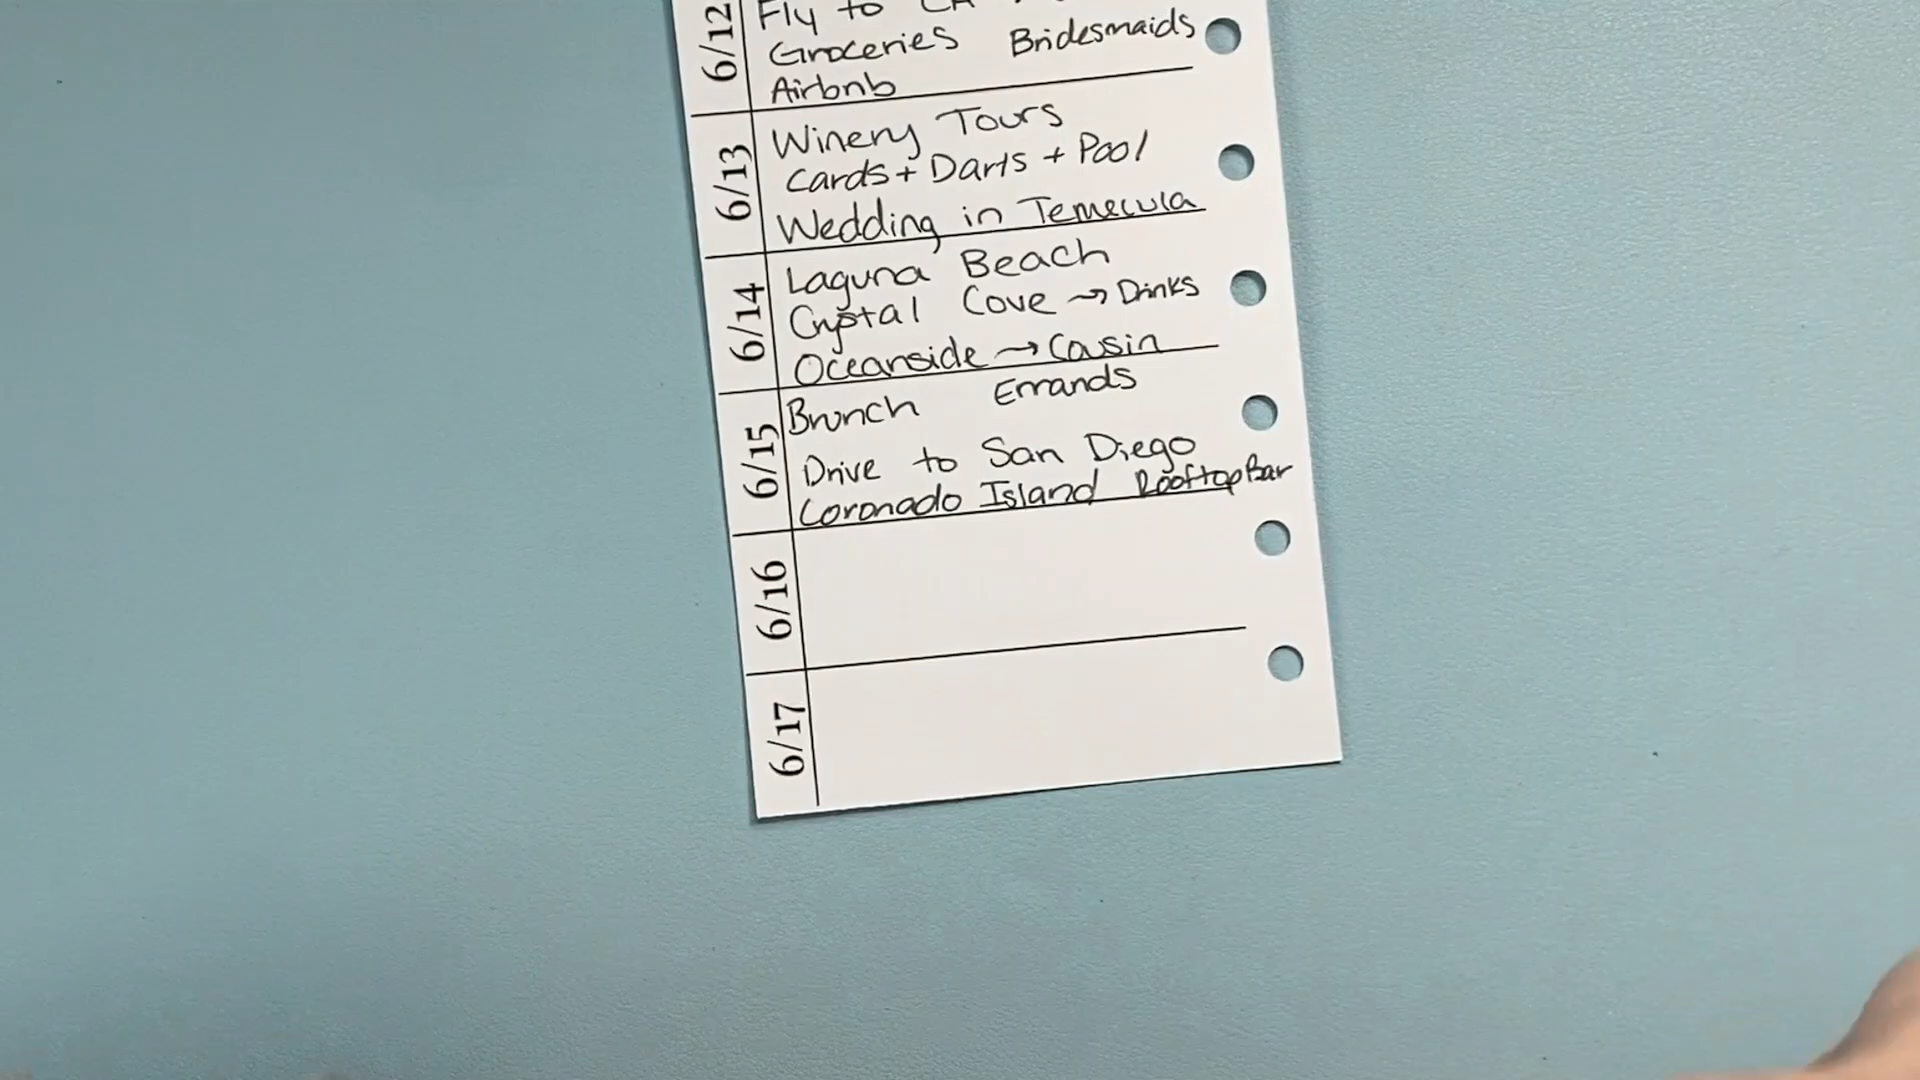 6/12
Fly to CA
Groceries Bridesmaids
Airbnb
6/13
Winery Tours
Cards + Darts + Pool
Wedding in Temecula
6/14
Laguna Beach
Crystal Cove → Drinks
Oceanside → Cousin
6/15
Brunch Errands
Drive to San Diego
Coronado Island Rooftop Bar
6/16
6/17